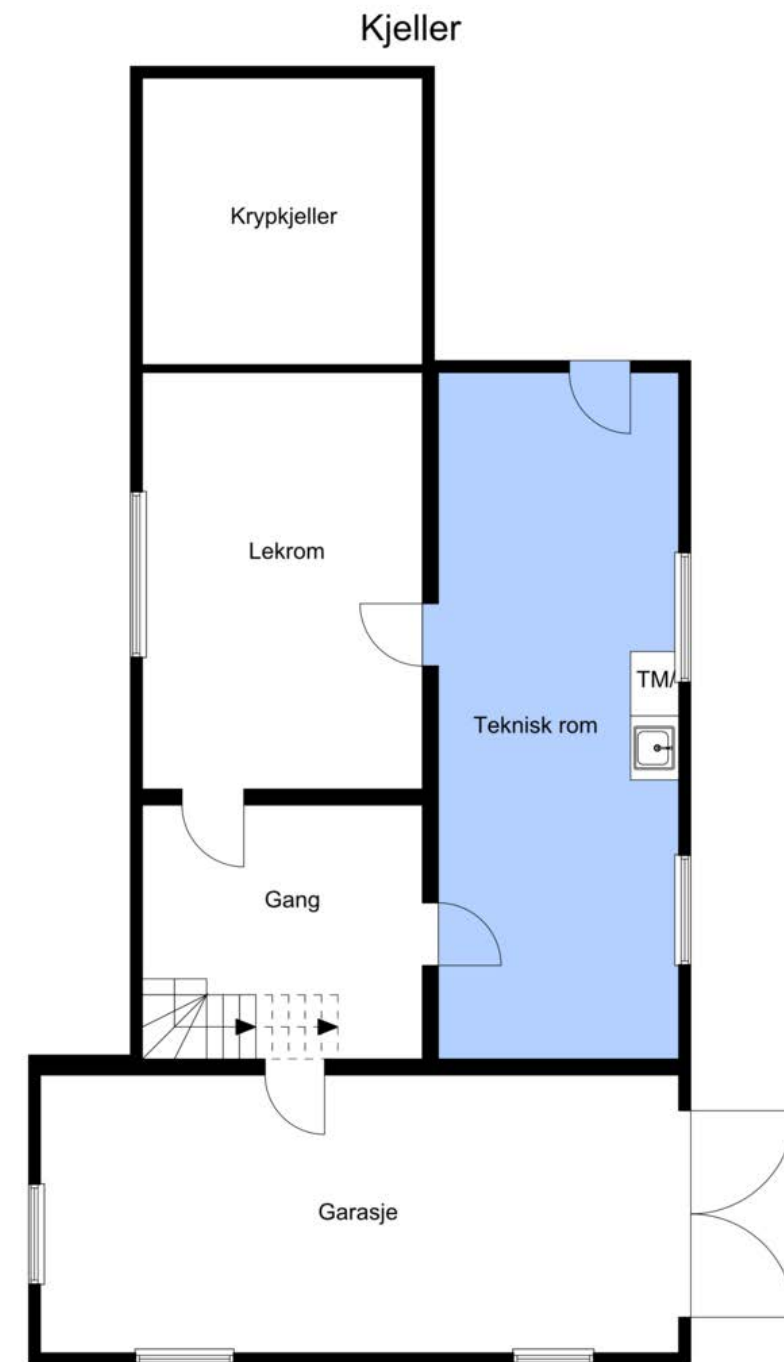 Kjeller
Krypkjeller
Lekrom
TM/
Teknisk rom
Gang
Garasje